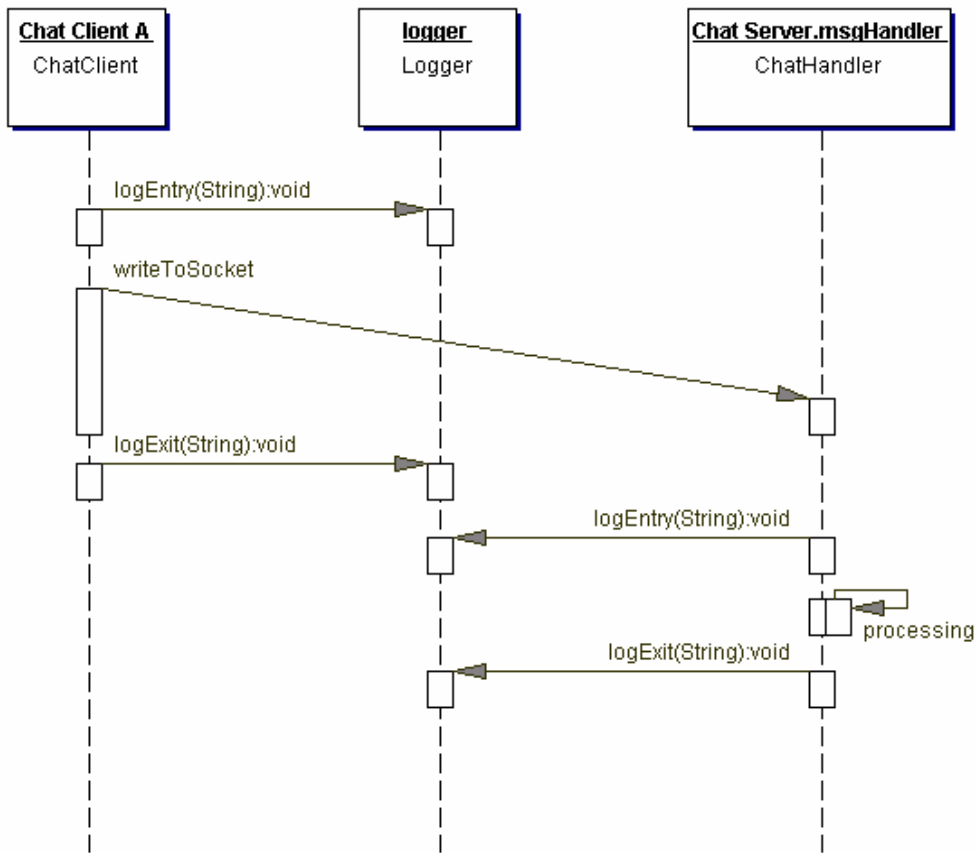 Chat Client A
ChatClient
logger
Logger
Chat Server.msgHandler
ChatHandler
logEntry(String):void
writeToSocket
logExit(String):void
logEntry(String):void
processing
logExit(String):void